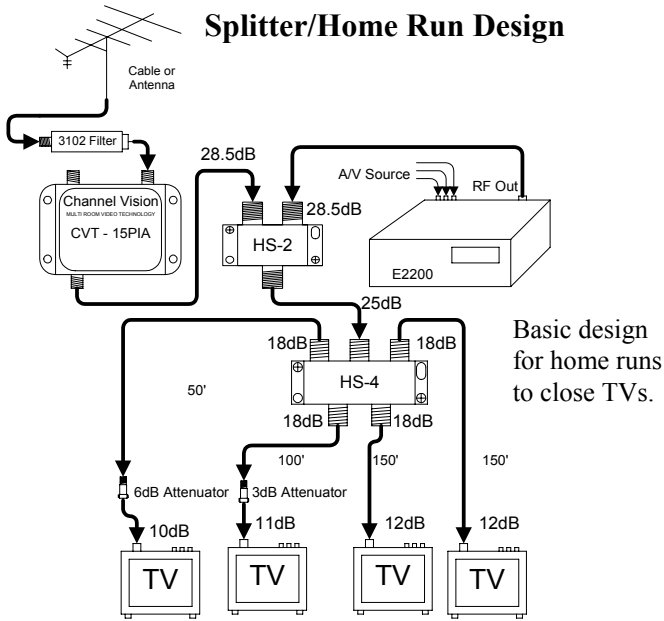 Splitter/Home Run Design
Cable or
Antenna
3102 Filter
28.5dB
A/V Source
RF Out
Channel Vision
MULTI ROOM VIDEO TECHNOLOGY
CVT - 15PIA
28.5dB
HS-2
E2200
25dB
Basic design
for home runs
to close TVs.
18dB
18dB
HS-4
50'
18dB
18dB
100'
150'
150'
6dB Attenuator
3dB Attenuator
10dB
11dB
12dB
12dB
TV
TV
TV
TV